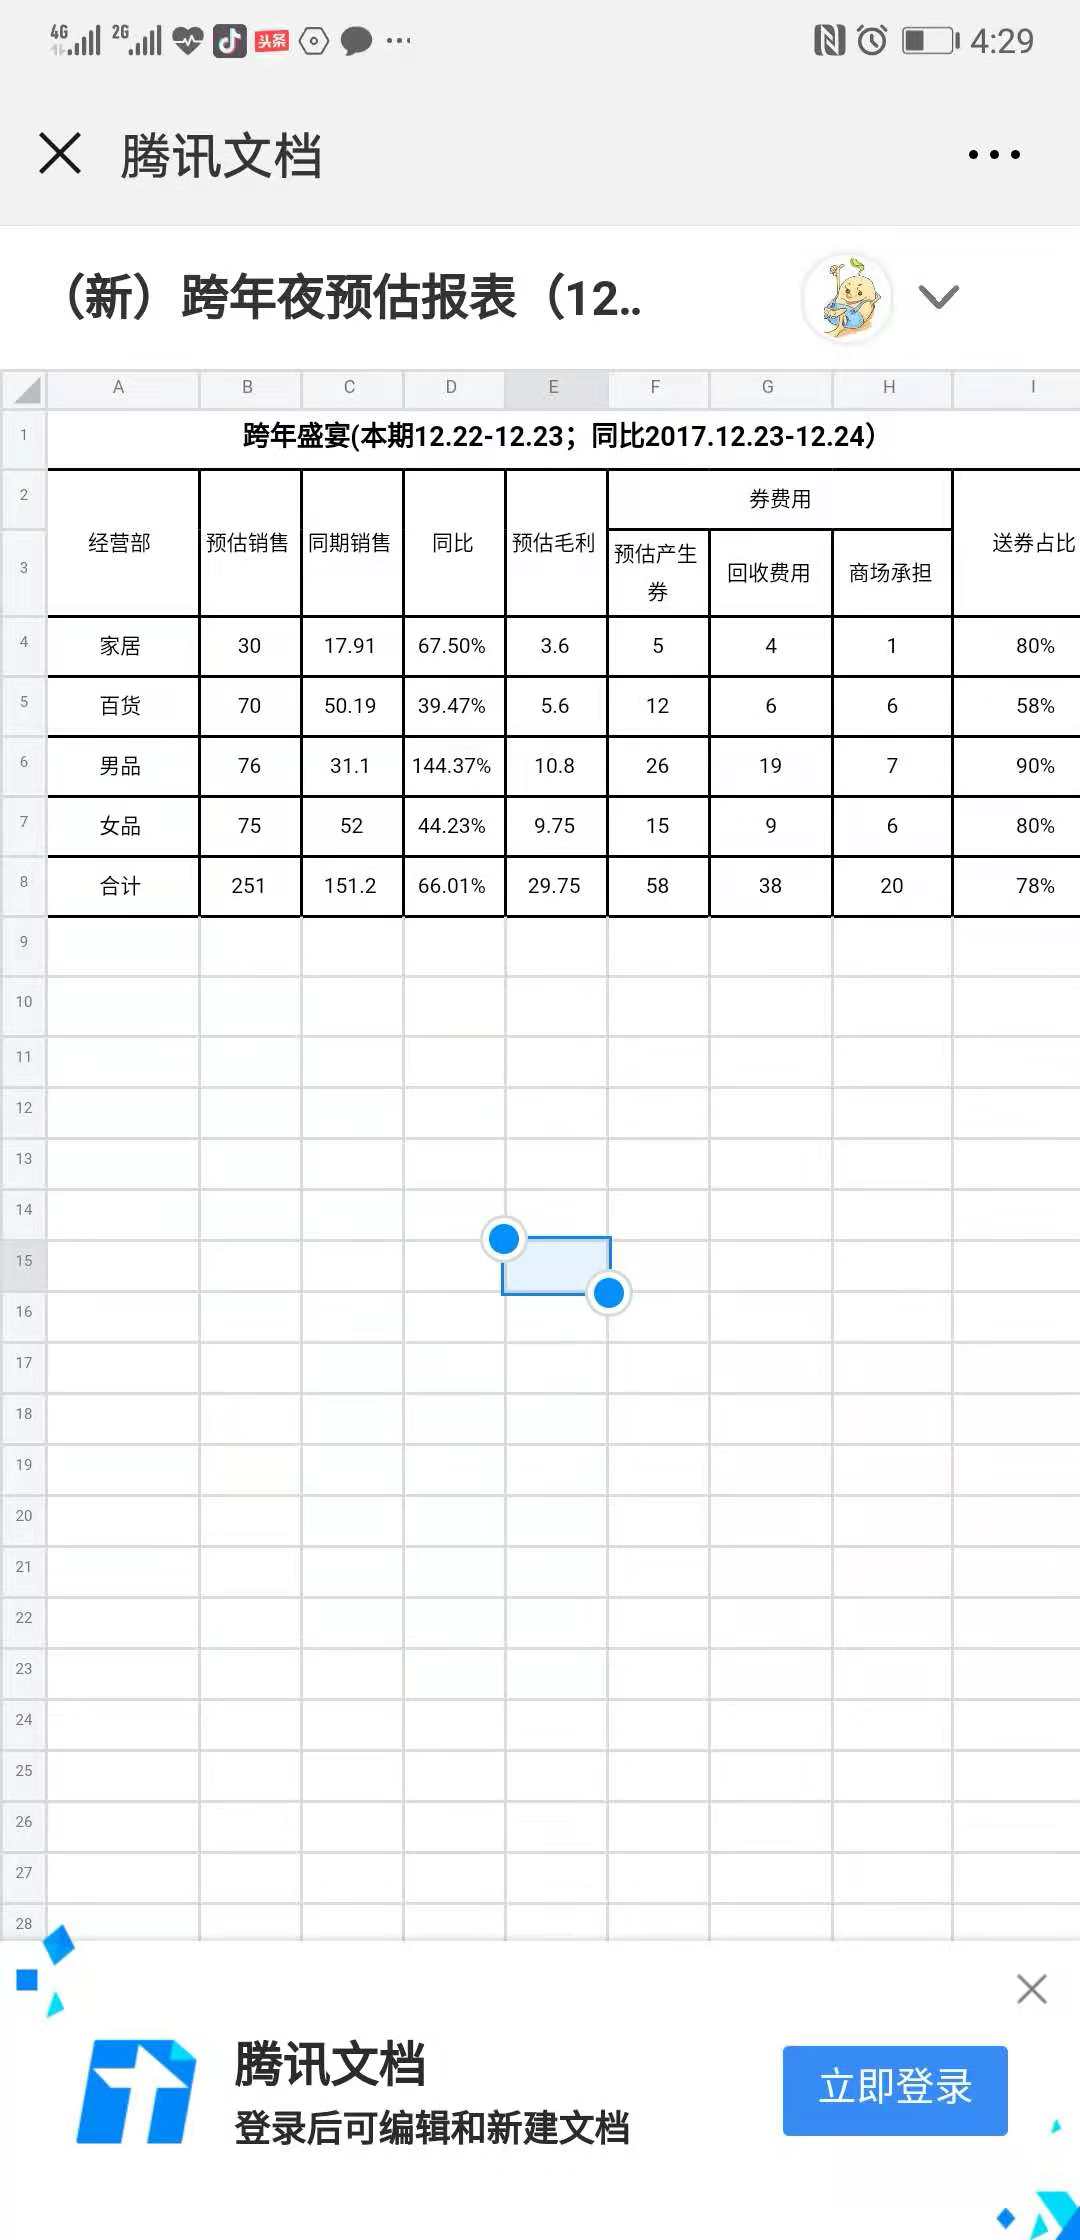 4G 2G 头条 4:29
腾讯文档
（新）跨年夜预估报表（12..
A B C D E F G H I
1 跨年盛宴(本期12.22-12.23；同比2017.12.23-12.24）
2 经营部 预估销售 同期销售 同比 预估毛利 券费用 送券占比
3 预估产生券 回收费用 商场承担
4 家居 30 17.91 67.50% 3.6 5 4 1 80%
5 百货 70 50.19 39.47% 5.6 12 6 6 58%
6 男品 76 31.1 144.37% 10.8 26 19 7 90%
7 女品 75 52 44.23% 9.75 15 9 6 80%
8 合计 251 151.2 66.01% 29.75 58 38 20 78%
9
10
11
12
13
14
15
16
17
18
19
20
21
22
23
24
25
26
27
28
腾讯文档
登录后可编辑和新建文档
立即登录